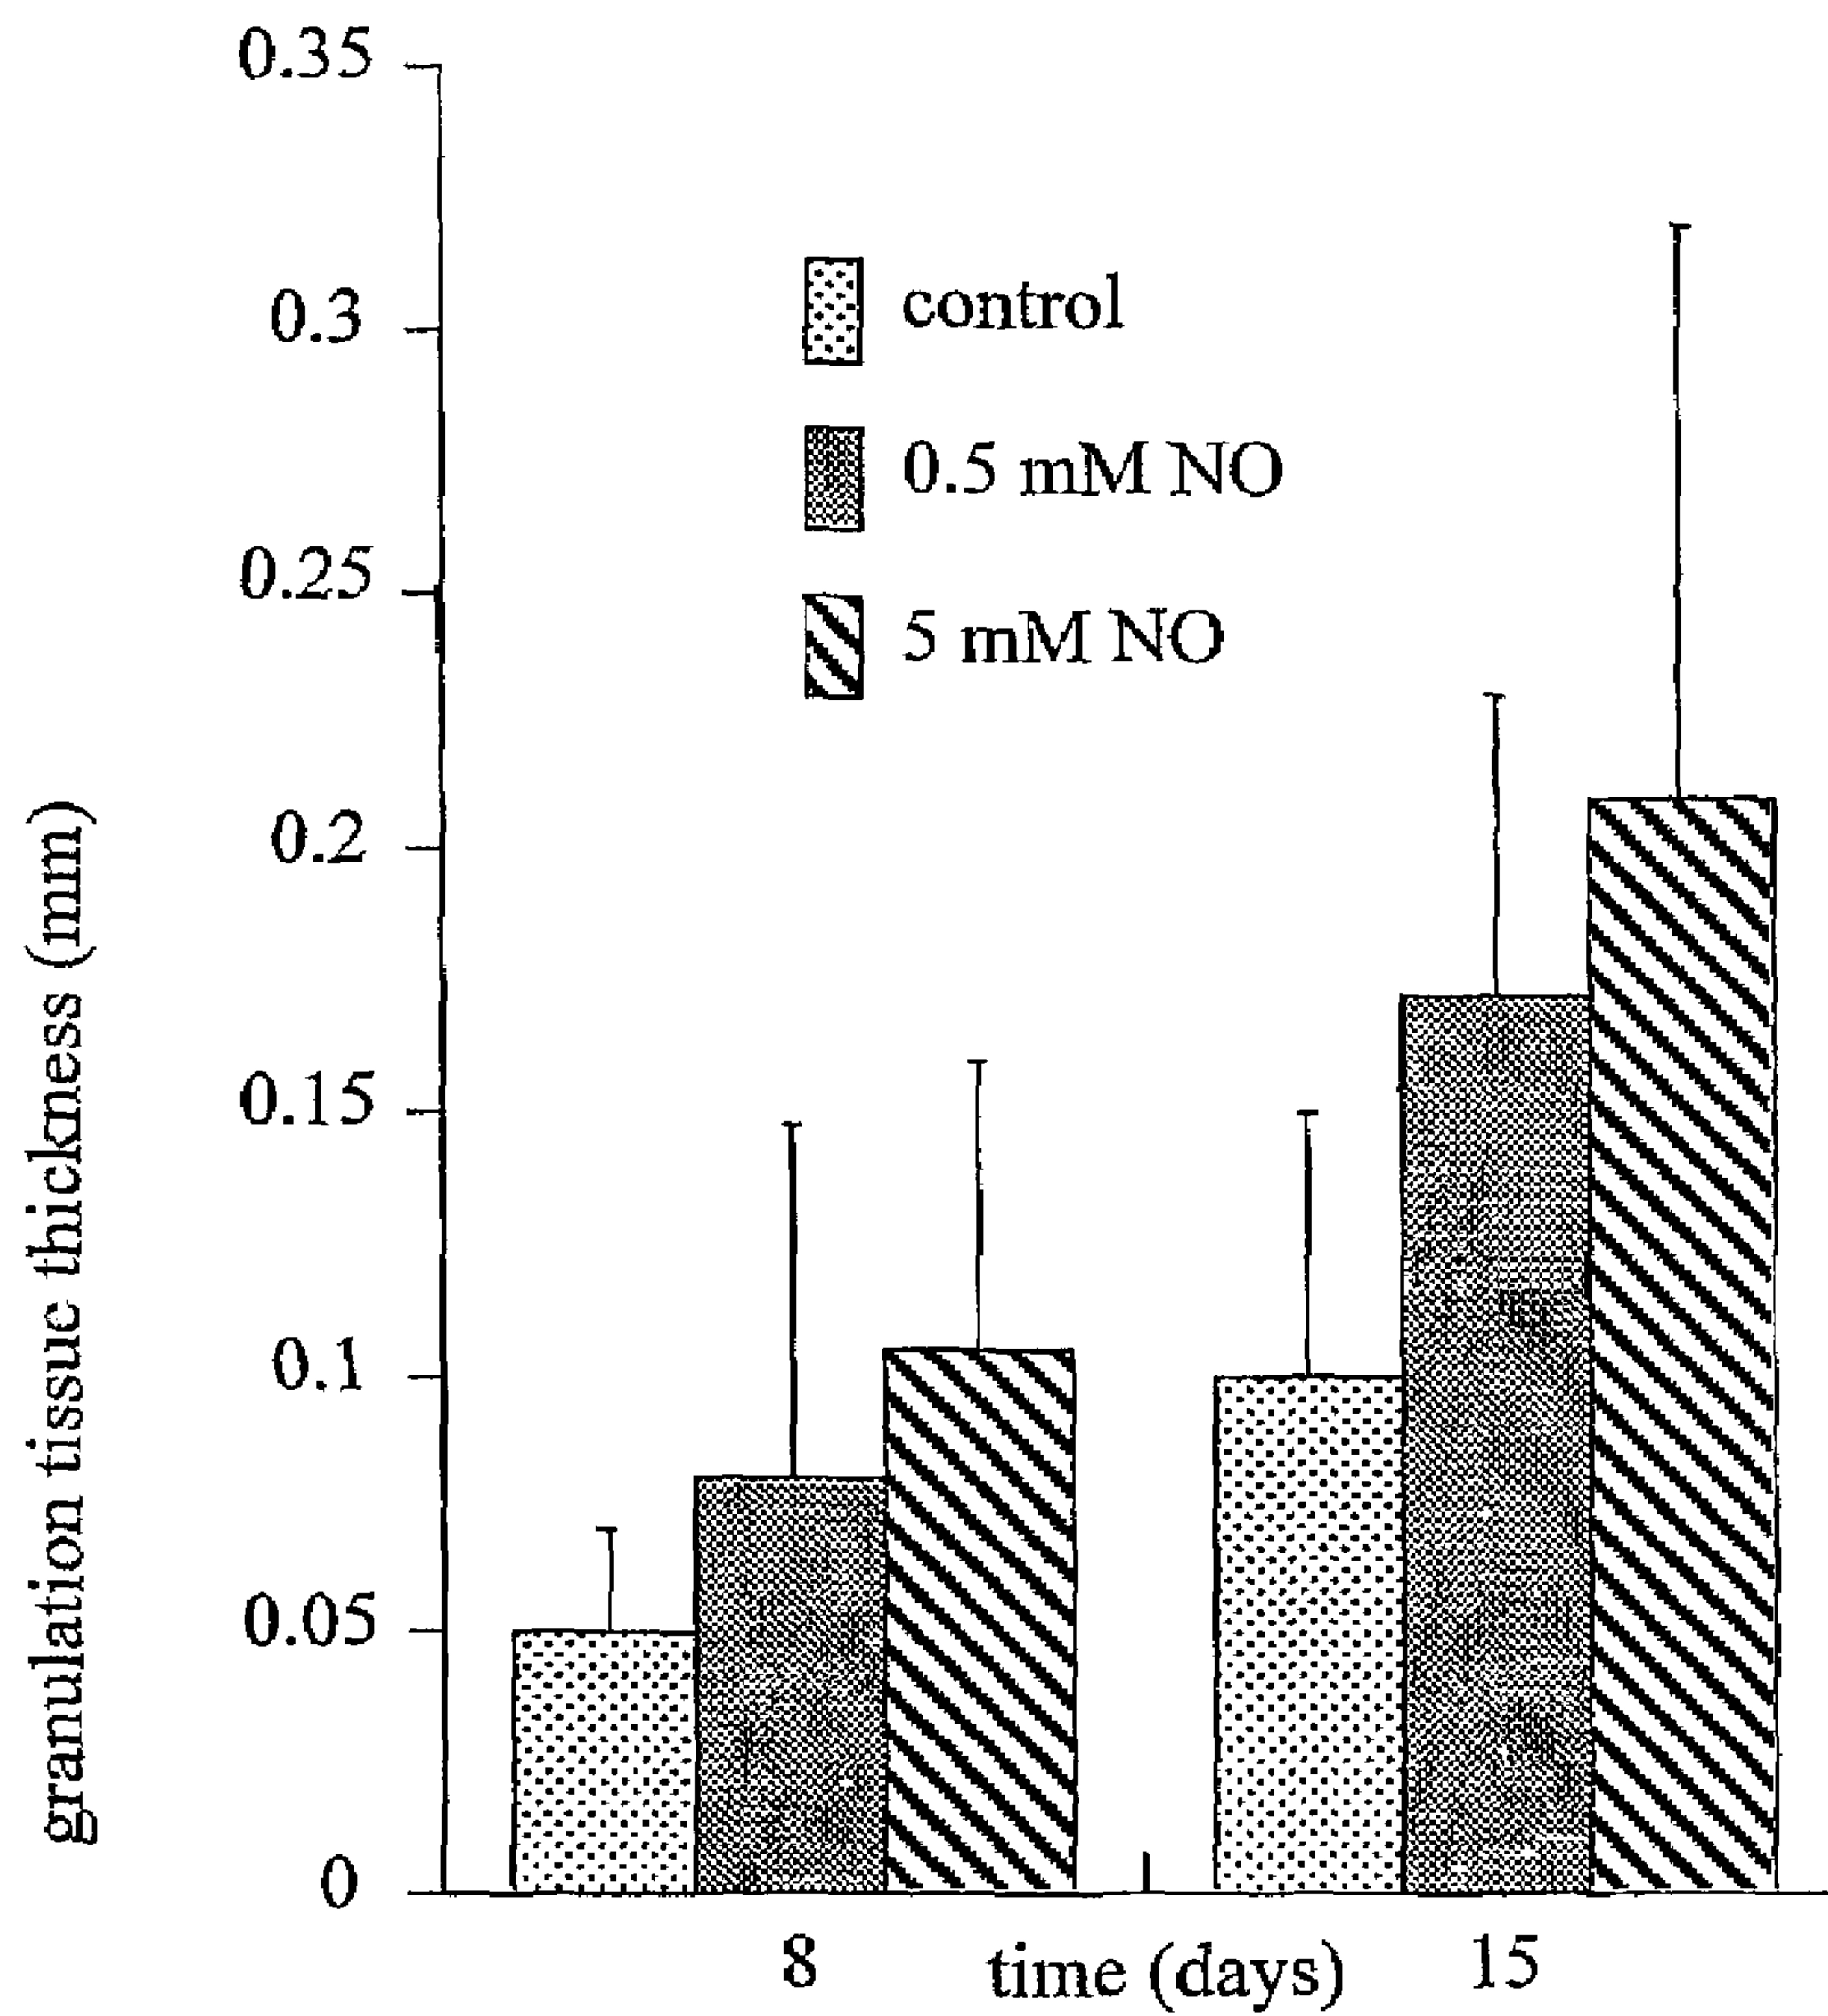 0.35
0.3
0.25
0.2
0.15
0.1
0.05
0
granulation tissue thickness (mm)
control
0.5 mM NO
5 mM NO
8
time (days)
15